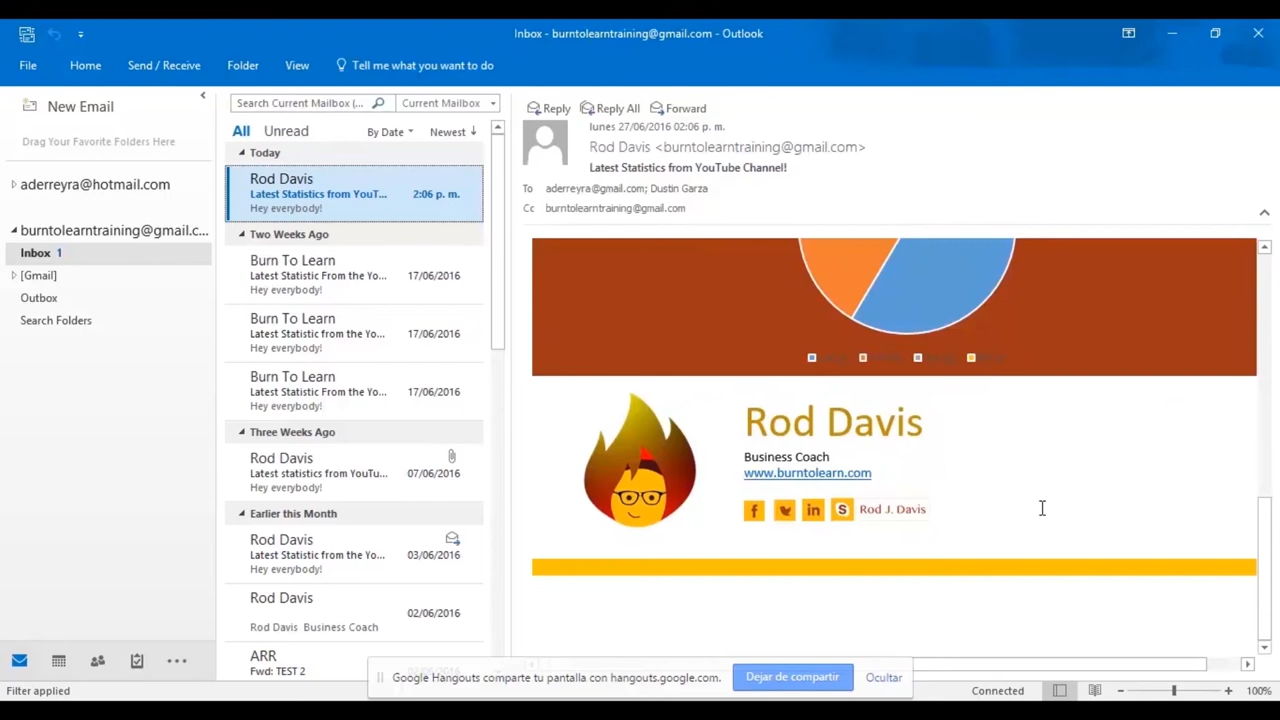 Inbox - burntolearntraining@gmail.com - Outlook
File
Home
Send / Receive
Folder
View
Tell me what you want to do
New Email
Drag Your Favorite Folders Here
aderreyra@hotmail.com
burntolearntraining@gmail.c...
Inbox 1
[Gmail]
Outbox
Search Folders
Filter applied
Search Current Mailbox (...
Current Mailbox
All
Unread
By Date
Newest
Today
Rod Davis
Latest Statistics from YouT...
2:06 p. m.
Hey everybody!
Two Weeks Ago
Burn To Learn
Latest Statistic From the Yo...
17/06/2016
Hey everybody!
Burn To Learn
Latest Statistic From the Yo...
17/06/2016
Hey everybody!
Burn To Learn
Latest Statistic From the Yo...
17/06/2016
Hey everybody!
Three Weeks Ago
Rod Davis
Latest statistics from YouTu...
07/06/2016
Hey everybody!
Earlier this Month
Rod Davis
Latest Statistic From the Yo...
03/06/2016
Hey everybody!
Rod Davis
02/06/2016
Rod Davis Business Coach
ARR
Fwd: TEST 2
Reply
Reply All
Forward
lunes 27/06/2016 02:06 p. m.
Rod Davis <burntolearntraining@gmail.com>
Latest Statistics from YouTube Channel!
To aderreyra@gmail.com; Dustin Garza
Cc burntolearntraining@gmail.com
Rod Davis
Business Coach
www.burntolearn.com
f
in
S
Rod J. Davis
Google Hangouts comparte tu pantalla con hangouts.google.com.
Dejar de compartir
Ocultar
Connected
100%